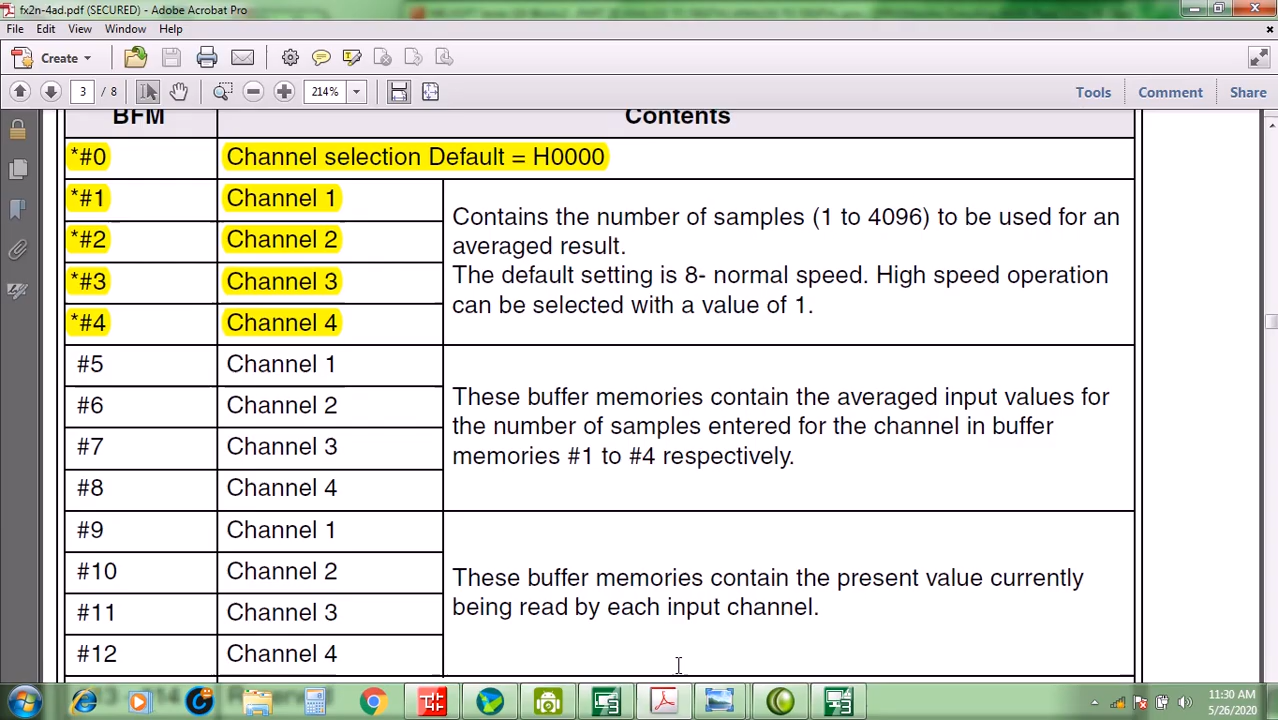 fx2n-4ad.pdf (SECURED) - Adobe Acrobat Pro
File Edit View Window Help
Create
3 / 8 214% Tools Comment Share
BFM Contents
*#0 Channel selection Default = H0000
*#1 Channel 1
*#2 Channel 2
*#3 Channel 3
*#4 Channel 4
Contains the number of samples (1 to 4096) to be used for an
averaged result.
The default setting is 8- normal speed. High speed operation
can be selected with a value of 1.
#5 Channel 1
#6 Channel 2
#7 Channel 3
#8 Channel 4
These buffer memories contain the averaged input values for
the number of samples entered for the channel in buffer
memories #1 to #4 respectively.
#9 Channel 1
#10 Channel 2
#11 Channel 3
#12 Channel 4
These buffer memories contain the present value currently
being read by each input channel.
11:30 AM
5/26/2020